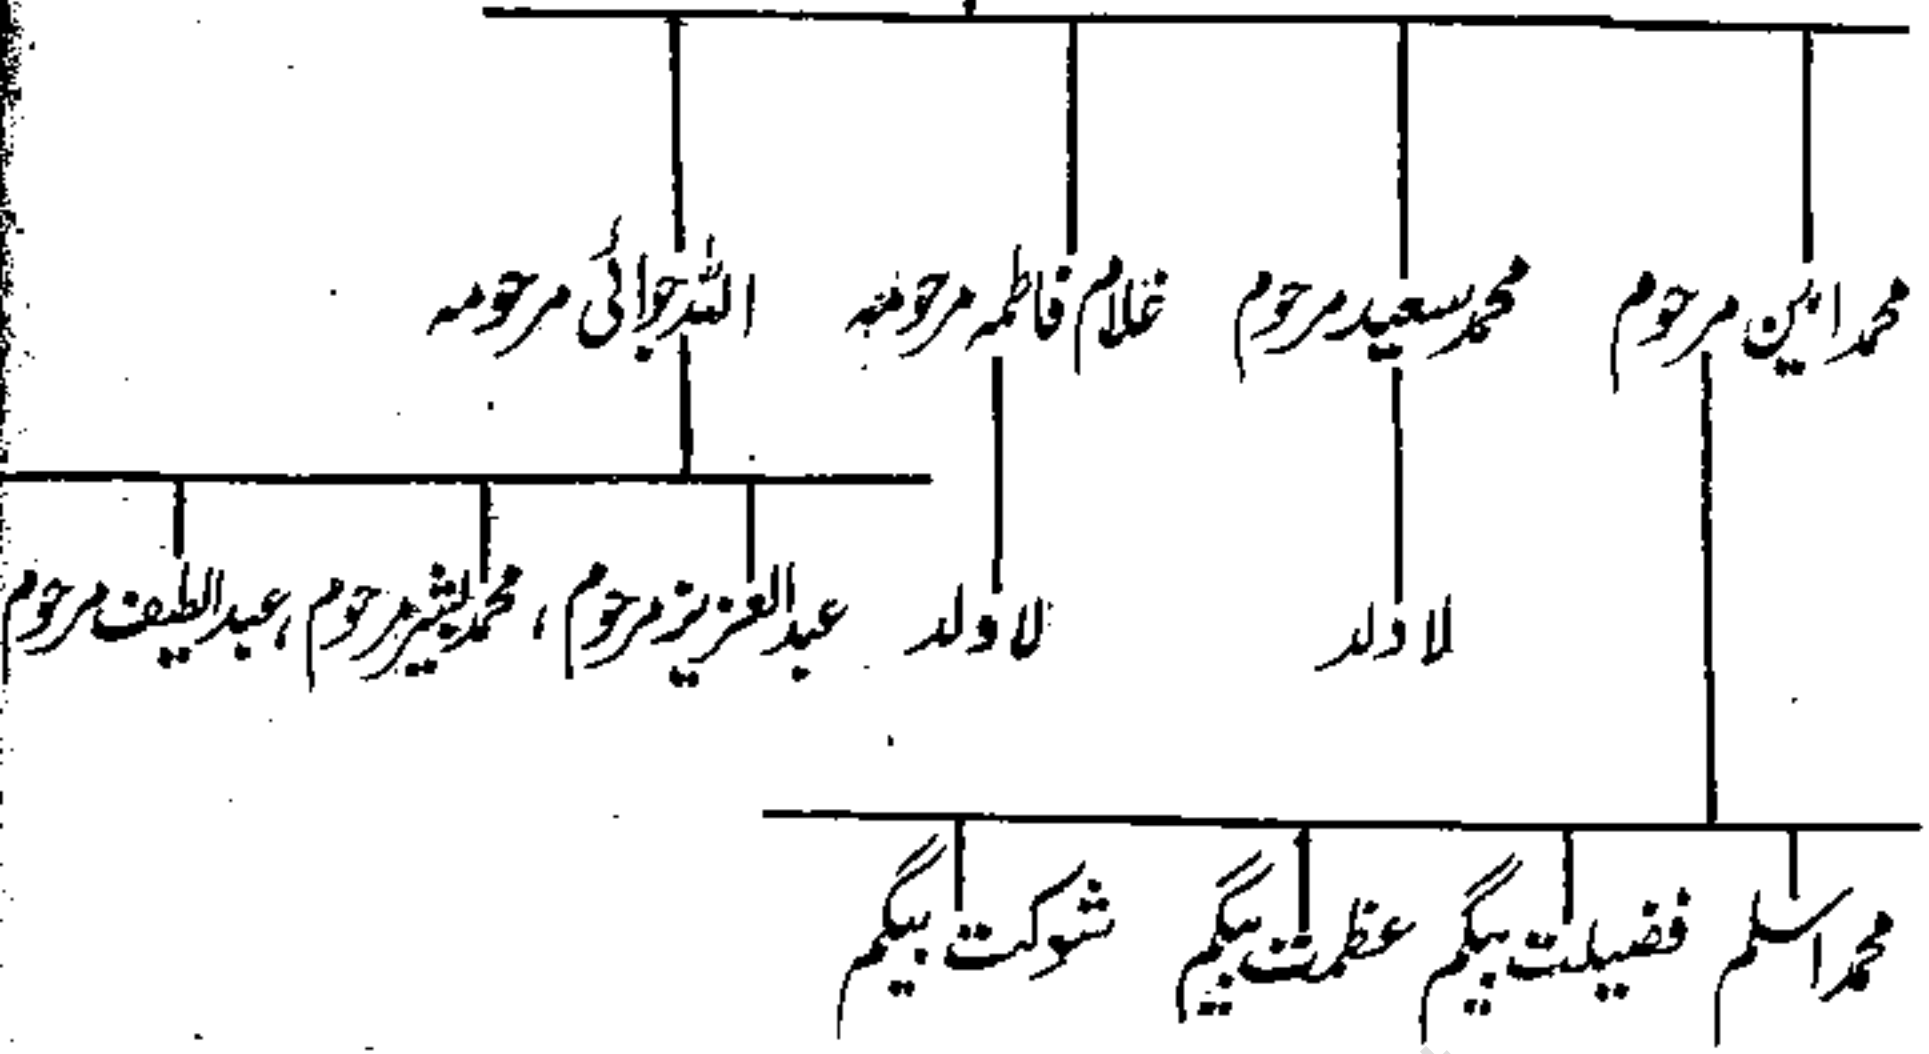 محمد امین مرحوم محمد سعید مرحوم غلام فاطمہ مرحومہ اللہ جوائی مرحومہ
لا ولد لا ولد عبدالعزیز مرحوم ، محمد بشیر مرحوم ، عبدالطیف مرحوم
محمد اسلم فضیلت بیگم عظمت بیگم شوکت بیگم